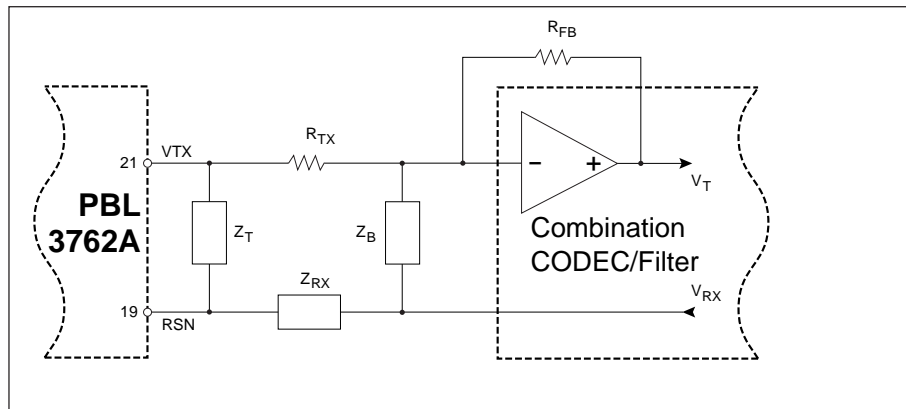 R_FB
R_TX
21
VTX
V_T
PBL
3762A
Z_T
Z_B
Combination
CODEC/Filter
Z_RX
V_RX
19
RSN